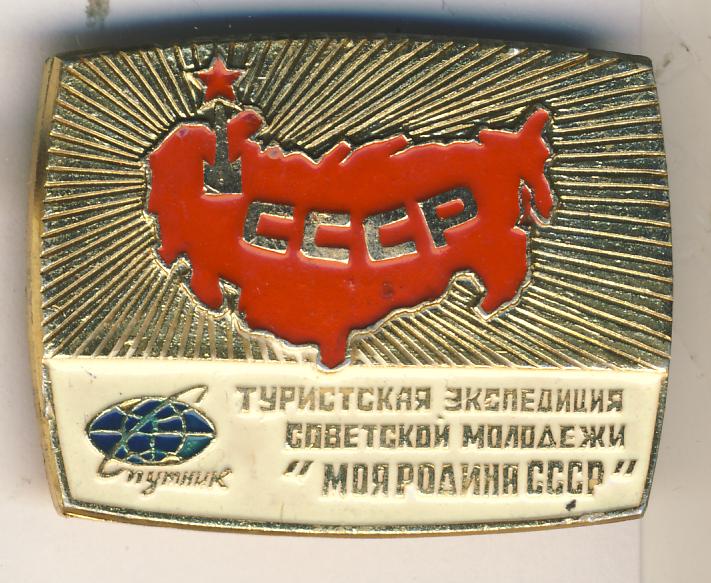 СССР
ТУРИСТСКАЯ ЭКСПЕДИЦИЯ
СОВЕТСКОЙ МОЛОДЕЖИ
"МОЯ РОДИНА СССР"
Спутник